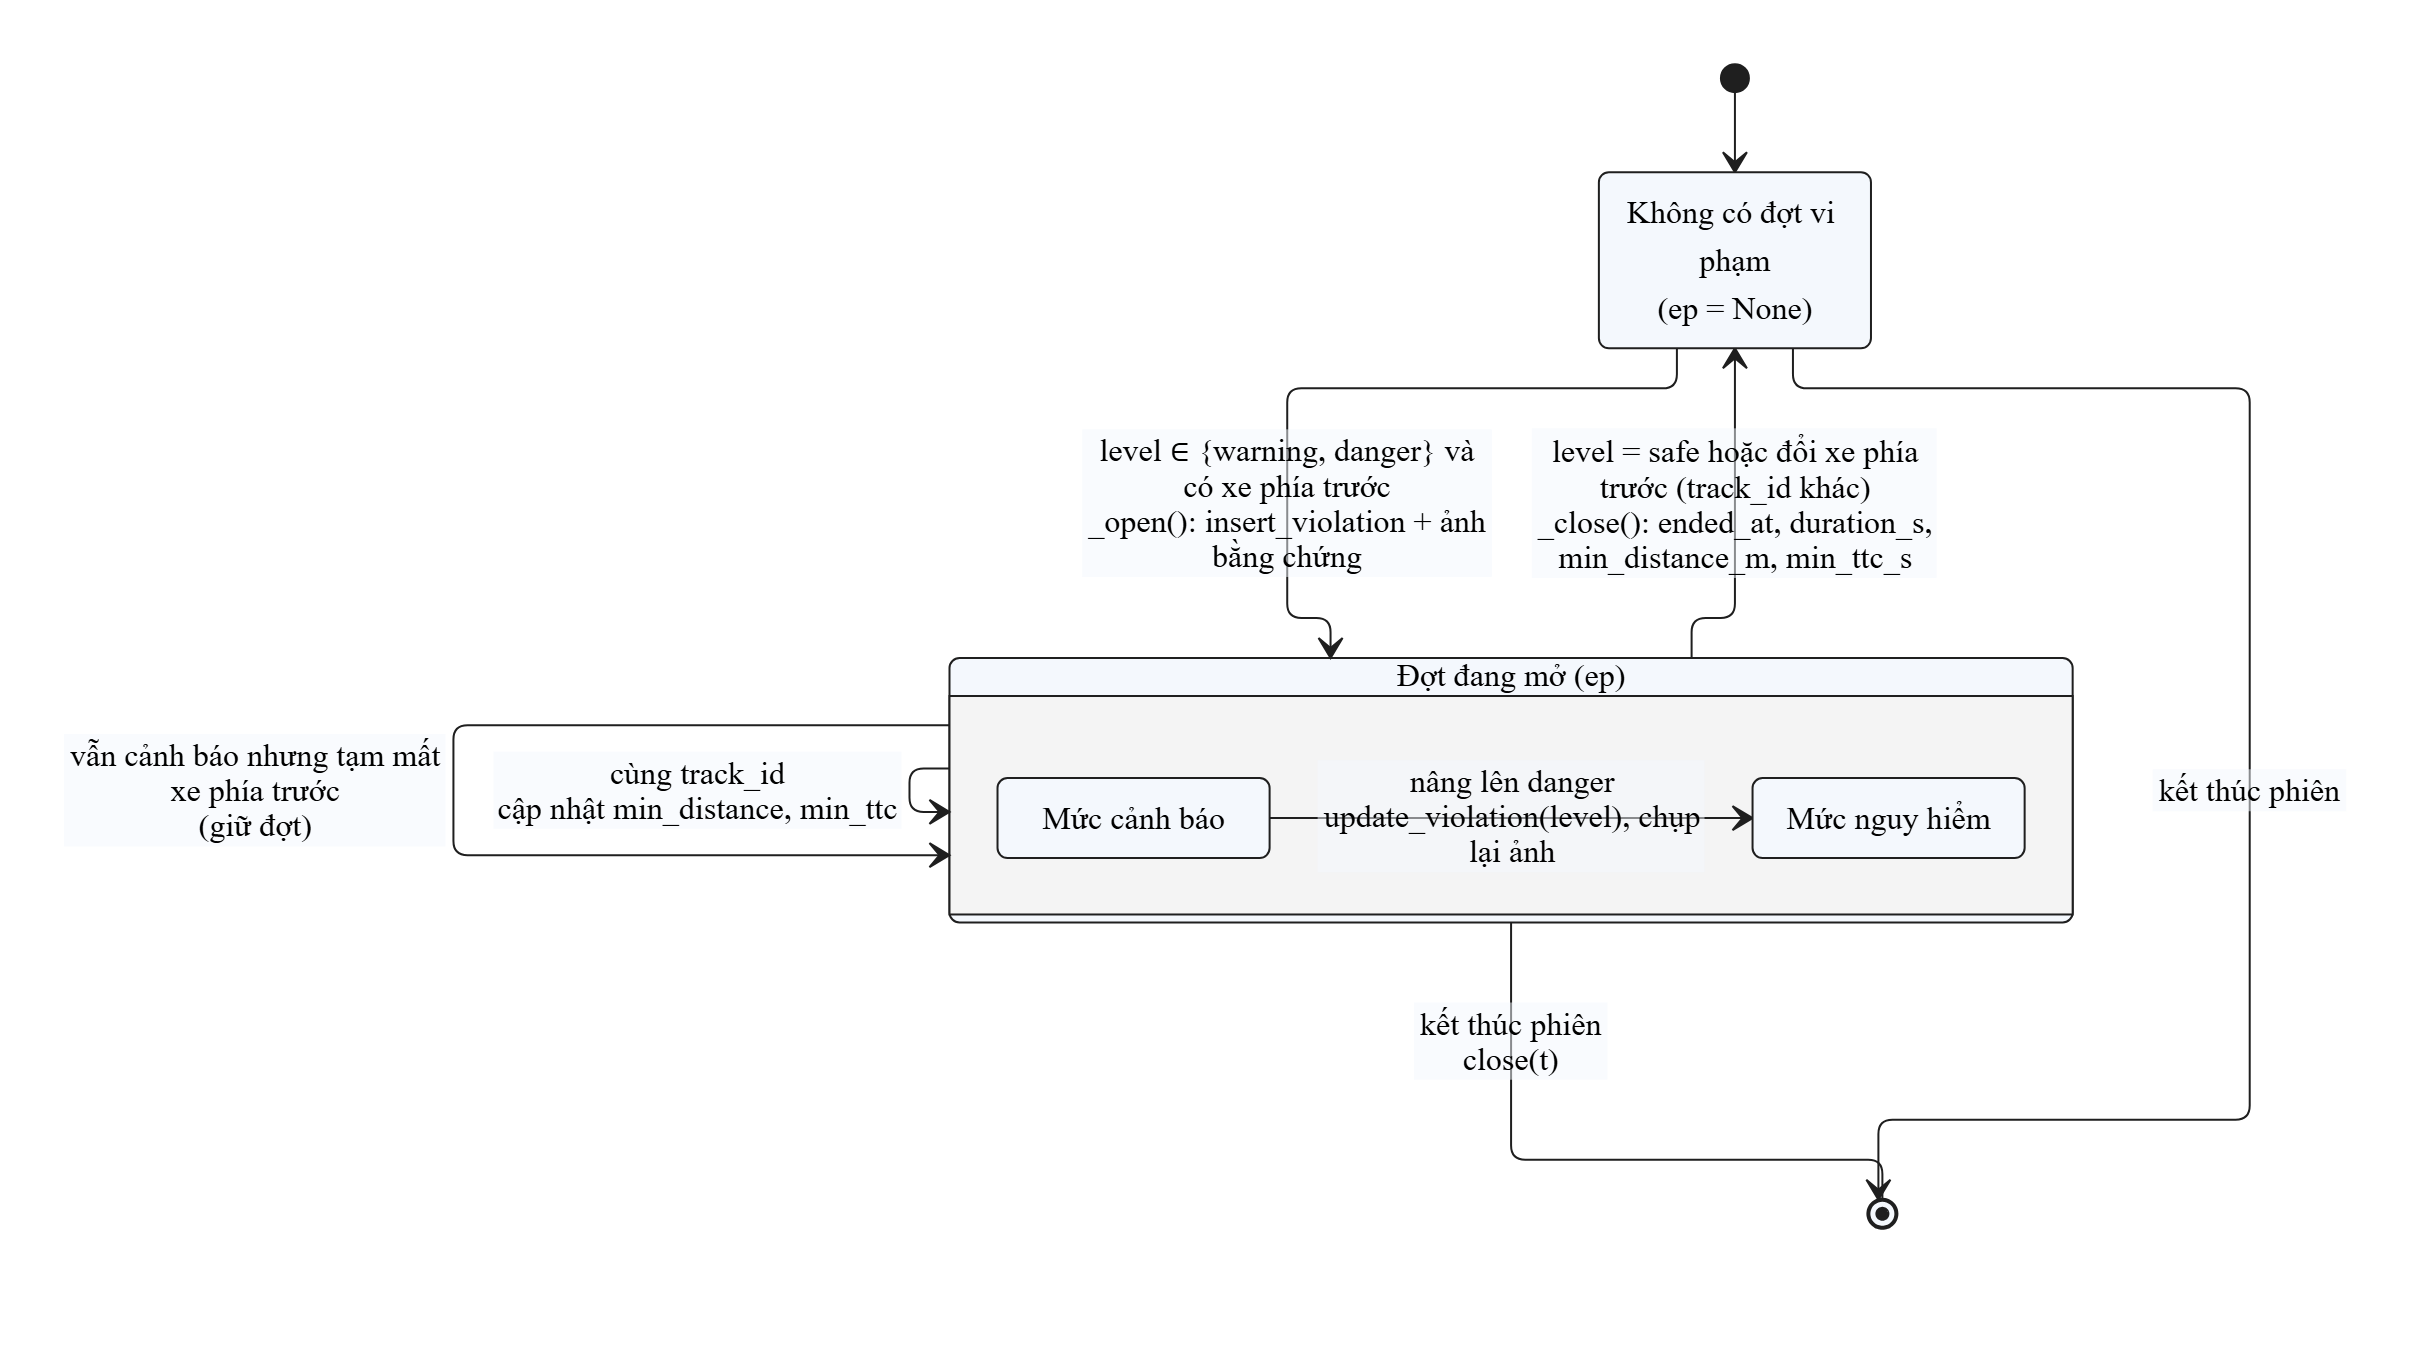 Không có đợt vi
phạm
(ep = None)
level ∈ {warning, danger} và
có xe phía trước
_open(): insert_violation + ảnh
bằng chứng
level = safe hoặc đổi xe phía
trước (track_id khác)
_close(): ended_at, duration_s,
min_distance_m, min_ttc_s
Đợt đang mở (ep)
vẫn cảnh báo nhưng tạm mất
xe phía trước
(giữ đợt)
cùng track_id
cập nhật min_distance, min_ttc
Mức cảnh báo
nâng lên danger
update_violation(level), chụp
lại ảnh
Mức nguy hiểm
kết thúc phiên
kết thúc phiên
close(t)